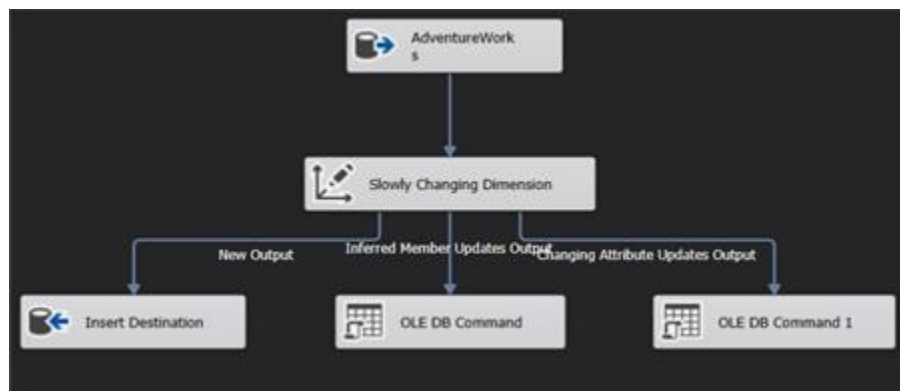 AdventureWork
s
Slowly Changing Dimension
New Output
Inferred Member Updates Output
Changing Attribute Updates Output
Insert Destination
OLE DB Command
OLE DB Command 1